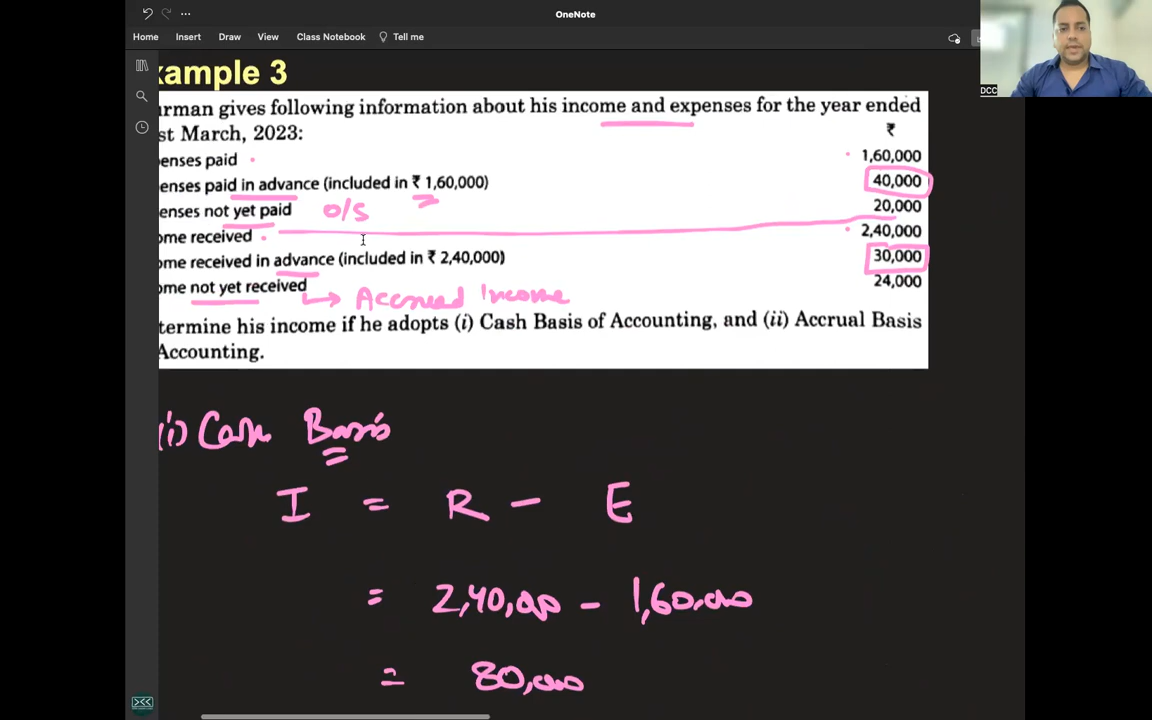 OneNote
Home Insert Draw View Class Notebook Tell me
xample 3
urman gives following information about his income and expenses for the year ended
st March, 2023:
₹
enses paid 1,60,000
enses paid in advance (included in ₹ 1,60,000) 40,000
enses not yet paid O/S 20,000
ome received 2,40,000
ome received in advance (included in ₹ 2,40,000) 30,000
ome not yet received → Accrued Income 24,000
termine his income if he adopts (i) Cash Basis of Accounting, and (ii) Accrual Basis
Accounting.
(i) Cash Basis
I = R - E
= 2,40,000 - 1,60,000
= 80,000
DCC